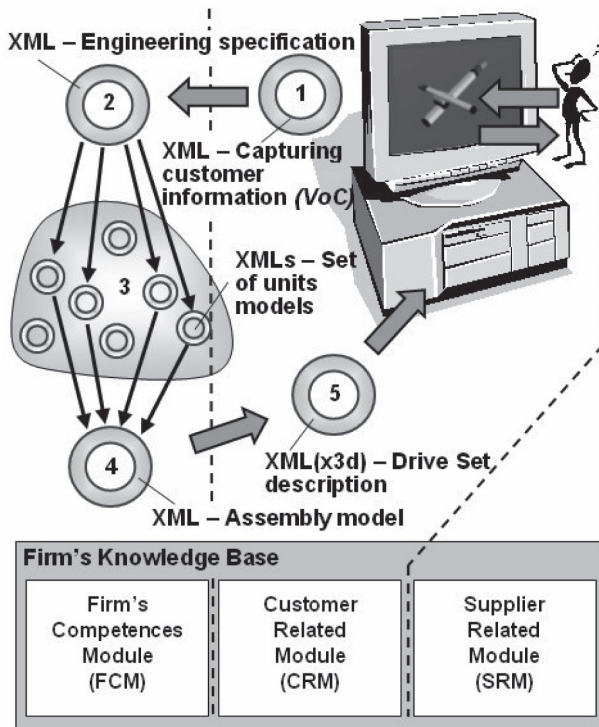 XML – Engineering specification
2
1
XML – Capturing
customer
information (VoC)
3
XMLs – Set
of units
models
5
4
XML(x3d) – Drive Set
description
XML – Assembly model
Firm's Knowledge Base
Firm's
Competences
Module
(FCM)
Customer
Related
Module
(CRM)
Supplier
Related
Module
(SRM)